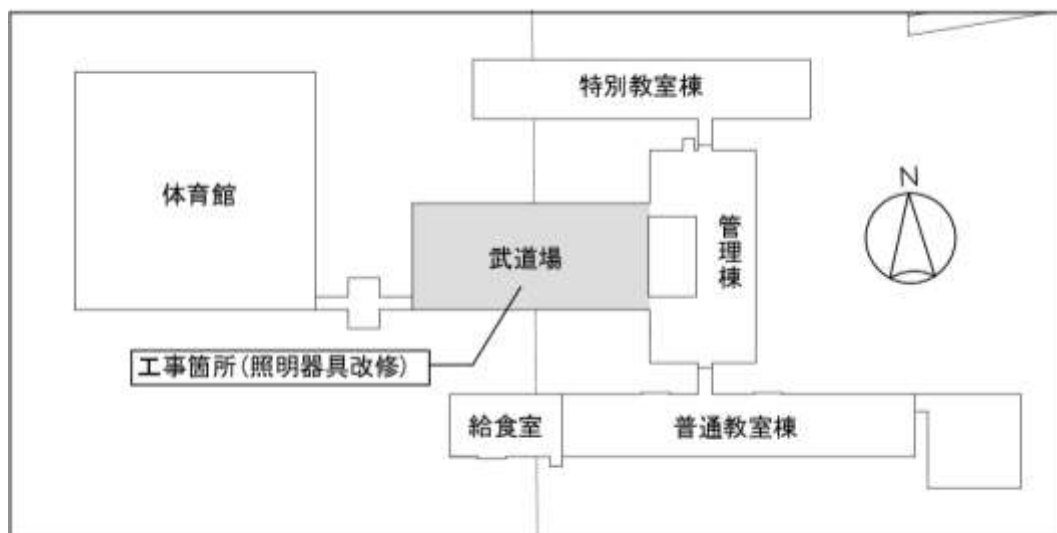 特別教室棟
体育館
N
武道場
管理棟
工事箇所(照明器具改修)
給食室
普通教室棟